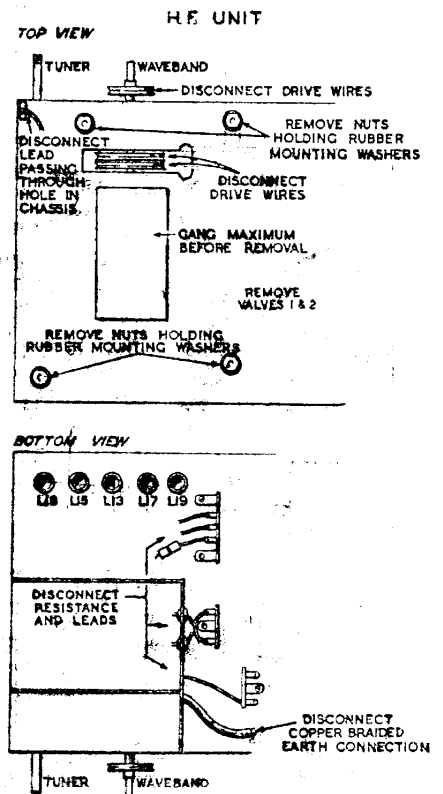 H.F. UNIT
TOP VIEW
TUNER
WAVEBAND
DISCONNECT DRIVE WIRES
DISCONNECT
LEAD
PASSING
THROUGH
HOLE IN
CHASSIS
REMOVE NUTS
HOLDING RUBBER
MOUNTING WASHERS
DISCONNECT
DRIVE WIRES
GANG MAXIMUM
BEFORE REMOVAL
REMOVE
VALVES 1 & 2
REMOVE NUTS HOLDING
RUBBER MOUNTING WASHERS
BOTTOM VIEW
L18 L15 L13 L17 L19
DISCONNECT
RESISTANCE
AND LEADS
DISCONNECT
COPPER BRAIDED
EARTH CONNECTION
TUNER
WAVEBAND